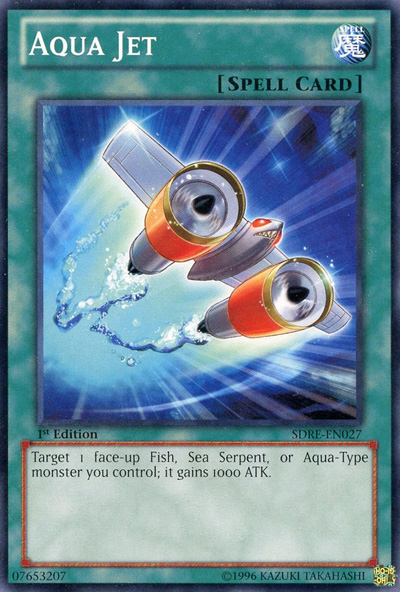 AQUA JET
SPELL
魔
[SPELL CARD]
1st Edition
SDRE-EN027
Target 1 face-up Fish, Sea Serpent, or Aqua-Type
monster you control; it gains 1000 ATK.
07653207
©1996 KAZUKI TAKAHASHI